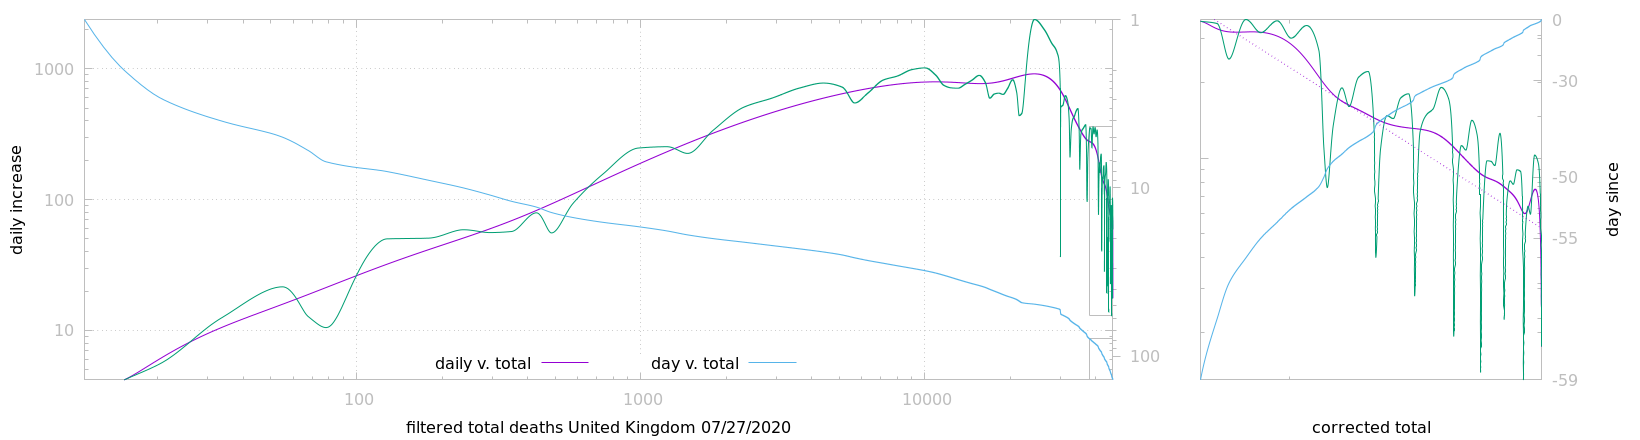 daily increase
1000
100
10
daily v. total
day v. total
1
10
100
100
1000
10000
filtered total deaths United Kingdom 07/27/2020
0
-30
-50
-55
-59
day since
corrected total